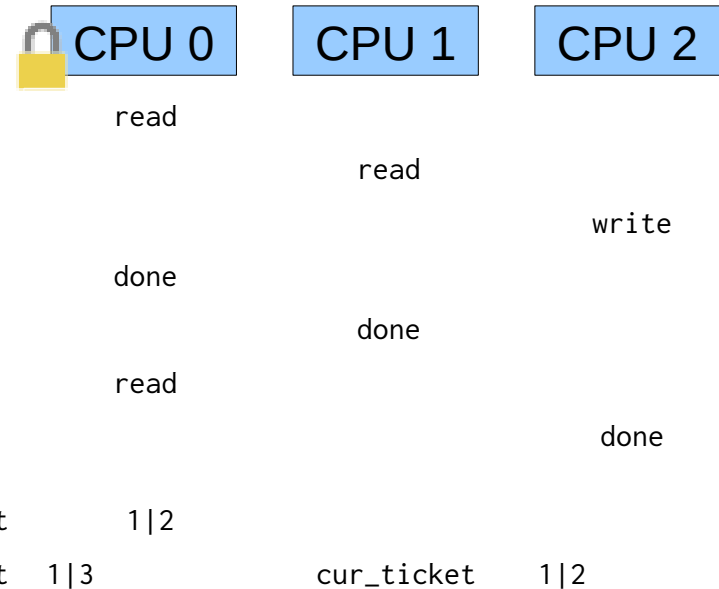 CPU 0 CPU 1 CPU 2
read
read
write
done
done
read
done
t 1|2
t 1|3 cur_ticket 1|2